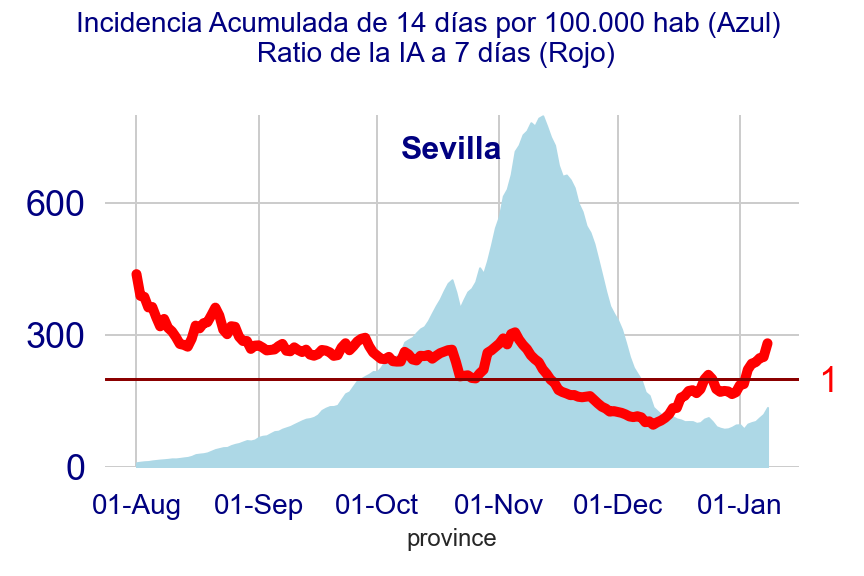 Incidencia Acumulada de 14 días por 100.000 hab (Azul)
Ratio de la IA a 7 días (Rojo)
Sevilla
600
300
1
0
01-Aug 01-Sep 01-Oct 01-Nov 01-Dec 01-Jan
province